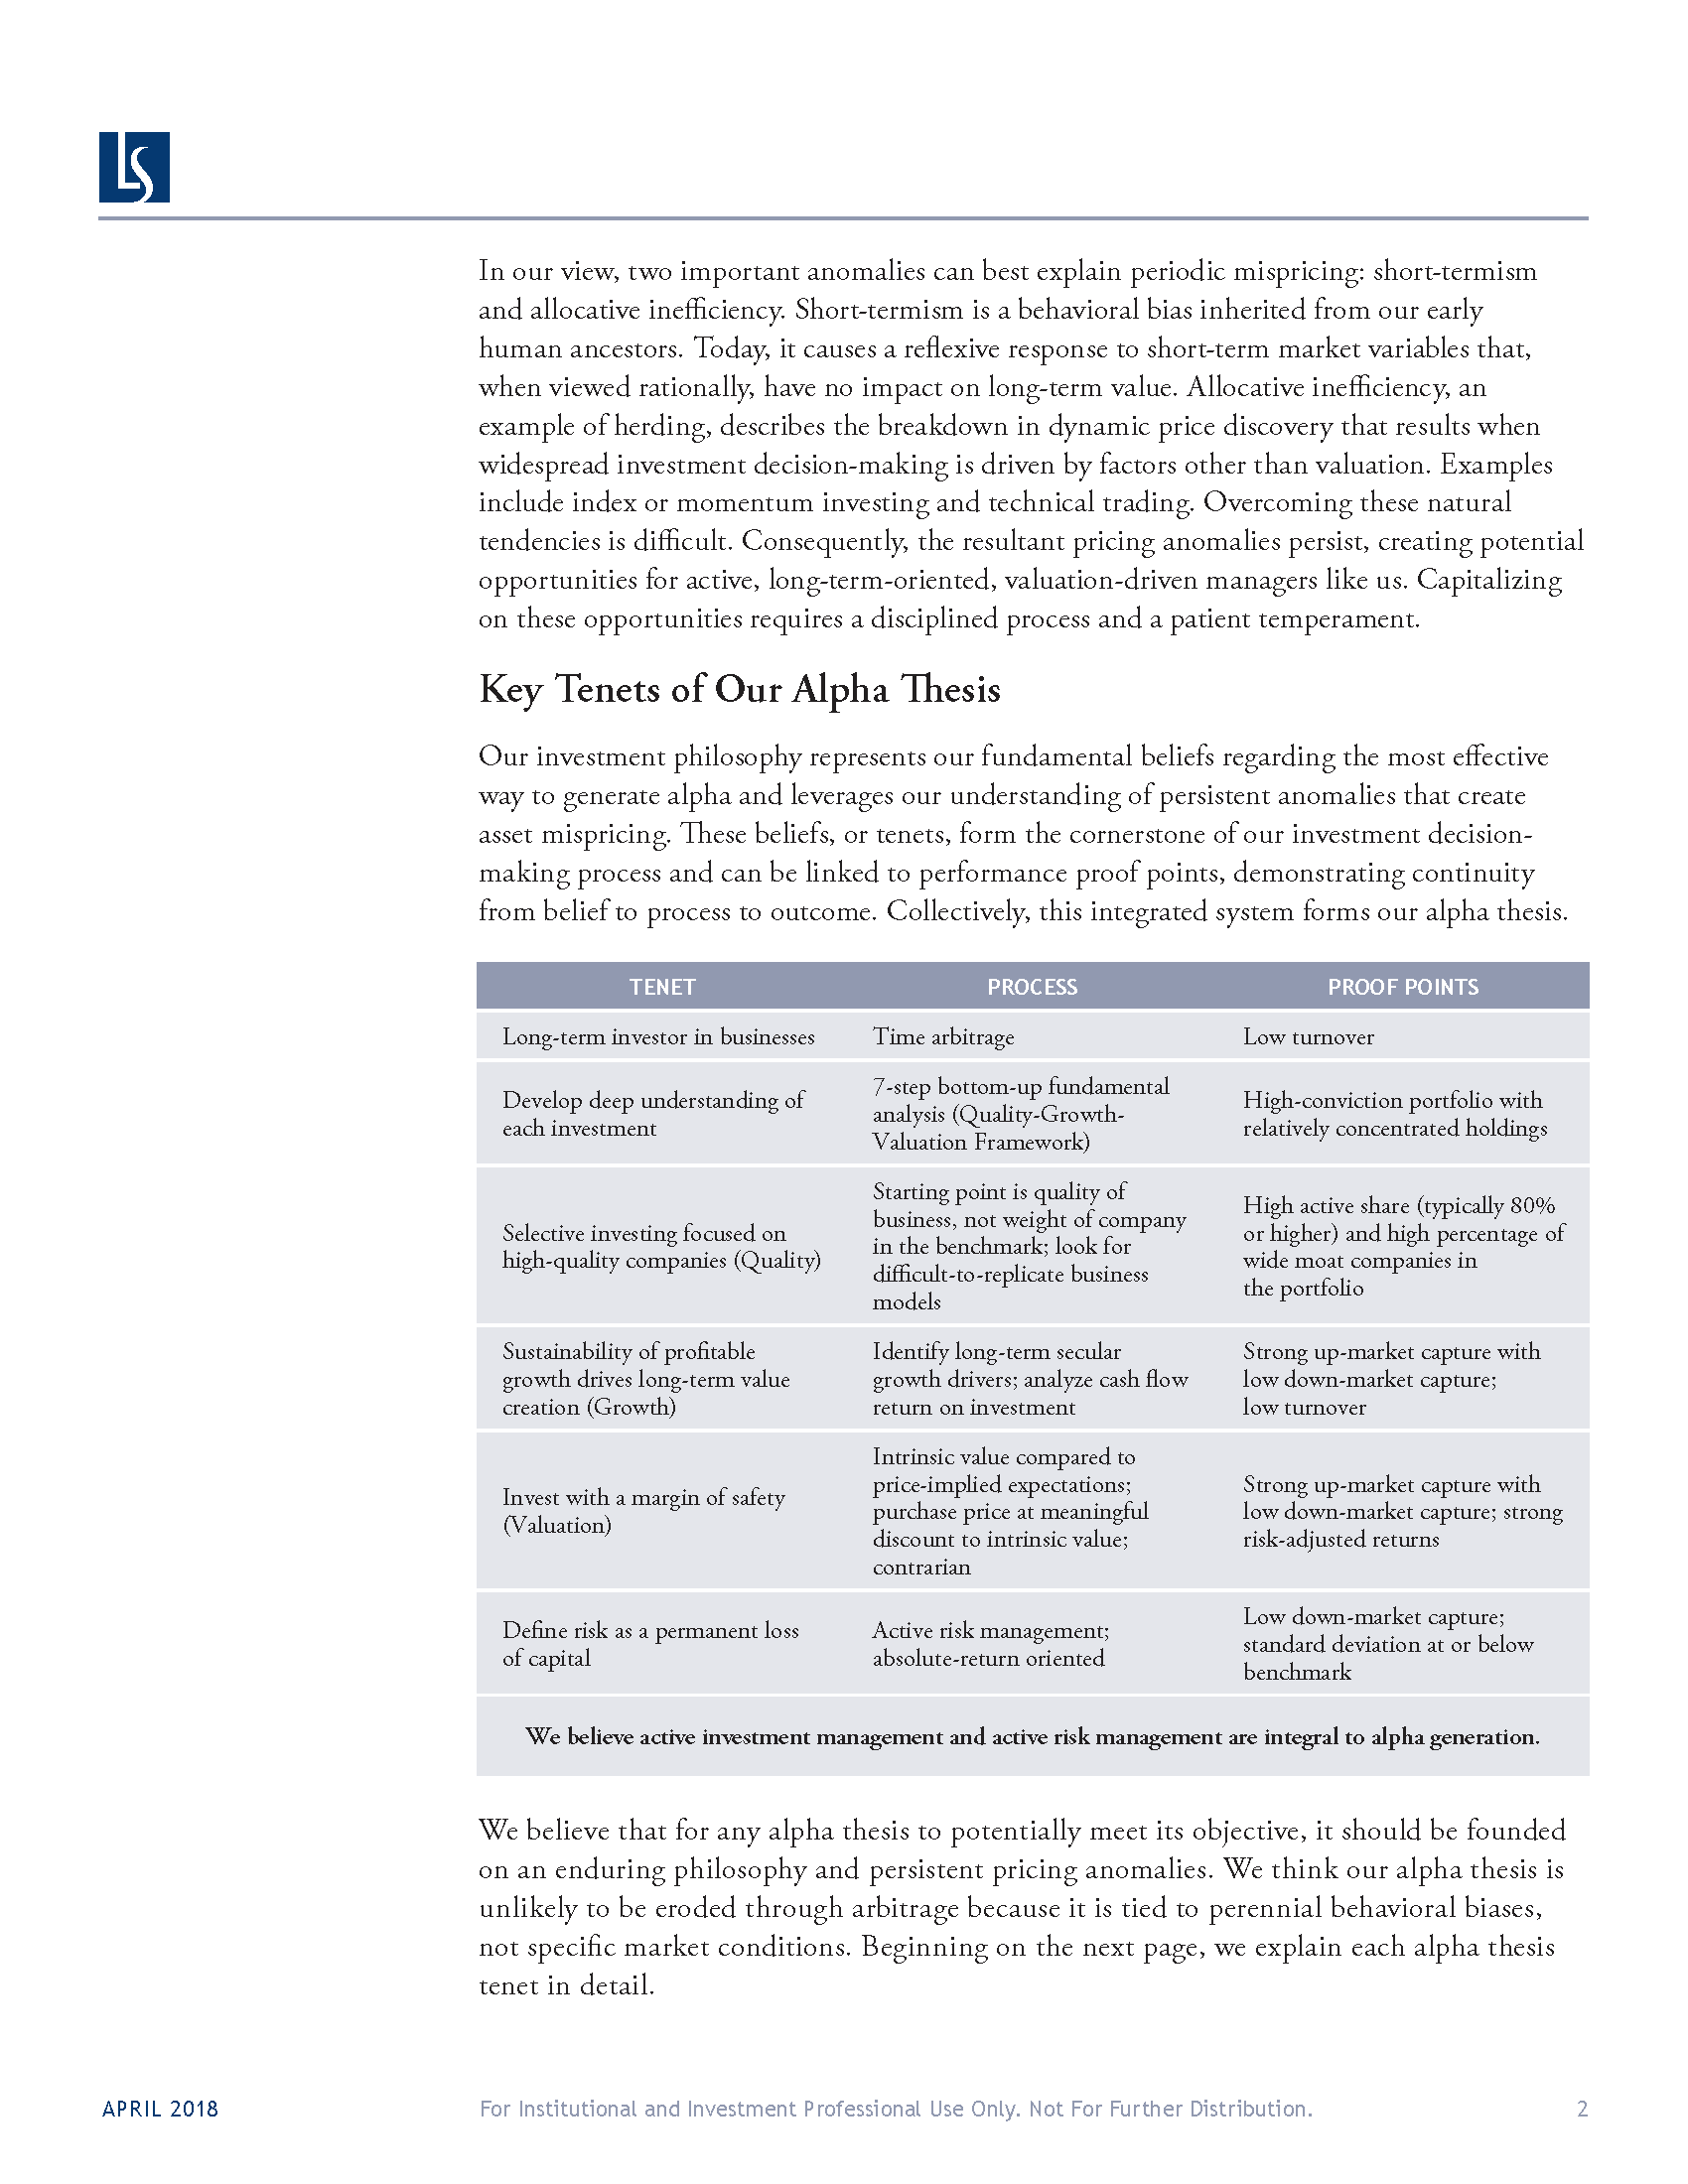 LS
In our view, two important anomalies can best explain periodic mispricing: short-termism
and allocative inefficiency. Short-termism is a behavioral bias inherited from our early
human ancestors. Today, it causes a reflexive response to short-term market variables that,
when viewed rationally, have no impact on long-term value. Allocative inefficiency, an
example of herding, describes the breakdown in dynamic price discovery that results when
widespread investment decision-making is driven by factors other than valuation. Examples
include index or momentum investing and technical trading. Overcoming these natural
tendencies is difficult. Consequently, the resultant pricing anomalies persist, creating potential
opportunities for active, long-term-oriented, valuation-driven managers like us. Capitalizing
on these opportunities requires a disciplined process and a patient temperament.
Key Tenets of Our Alpha Thesis
Our investment philosophy represents our fundamental beliefs regarding the most effective
way to generate alpha and leverages our understanding of persistent anomalies that create
asset mispricing. These beliefs, or tenets, form the cornerstone of our investment decision-
making process and can be linked to performance proof points, demonstrating continuity
from belief to process to outcome. Collectively, this integrated system forms our alpha thesis.
TENET PROCESS PROOF POINTS
Long-term investor in businesses
Time arbitrage
Low turnover
Develop deep understanding of
each investment
7-step bottom-up fundamental
analysis (Quality-Growth-
Valuation Framework)
High-conviction portfolio with
relatively concentrated holdings
Selective investing focused on
high-quality companies (Quality)
Starting point is quality of
business, not weight of company
in the benchmark; look for
difficult-to-replicate business
models
High active share (typically 80%
or higher) and high percentage of
wide moat companies in
the portfolio
Sustainability of profitable
growth drives long-term value
creation (Growth)
Identify long-term secular
growth drivers; analyze cash flow
return on investment
Strong up-market capture with
low down-market capture;
low turnover
Invest with a margin of safety
(Valuation)
Intrinsic value compared to
price-implied expectations;
purchase price at meaningful
discount to intrinsic value;
contrarian
Strong up-market capture with
low down-market capture; strong
risk-adjusted returns
Define risk as a permanent loss
of capital
Active risk management;
absolute-return oriented
Low down-market capture;
standard deviation at or below
benchmark
We believe active investment management and active risk management are integral to alpha generation.
We believe that for any alpha thesis to potentially meet its objective, it should be founded
on an enduring philosophy and persistent pricing anomalies. We think our alpha thesis is
unlikely to be eroded through arbitrage because it is tied to perennial behavioral biases,
not specific market conditions. Beginning on the next page, we explain each alpha thesis
tenet in detail.
APRIL 2018 For Institutional and Investment Professional Use Only. Not For Further Distribution. 2